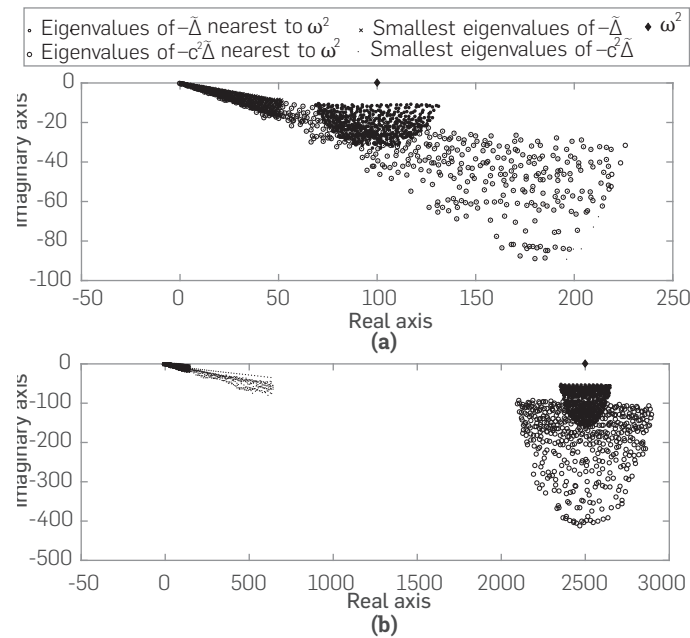 Eigenvalues of -Δ̃ nearest to ω² Smallest eigenvalues of -Δ̃ ω²
Eigenvalues of -c²Δ̃ nearest to ω² Smallest eigenvalues of -c²Δ̃
0
-20
-40
-60
-80
-100
Imaginary axis
-50 0 50 100 150 200 250
Real axis
(a)
0
-100
-200
-300
-400
-500
Imaginary axis
-50 0 500 1000 1500 2000 2500 3000
Real axis
(b)